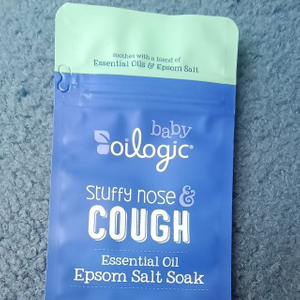 soothes with a blend of
Essential Oils & Epsom Salt
baby
oilogic®
Stuffy nose &
COUGH
Essential Oil
Epsom Salt Soak